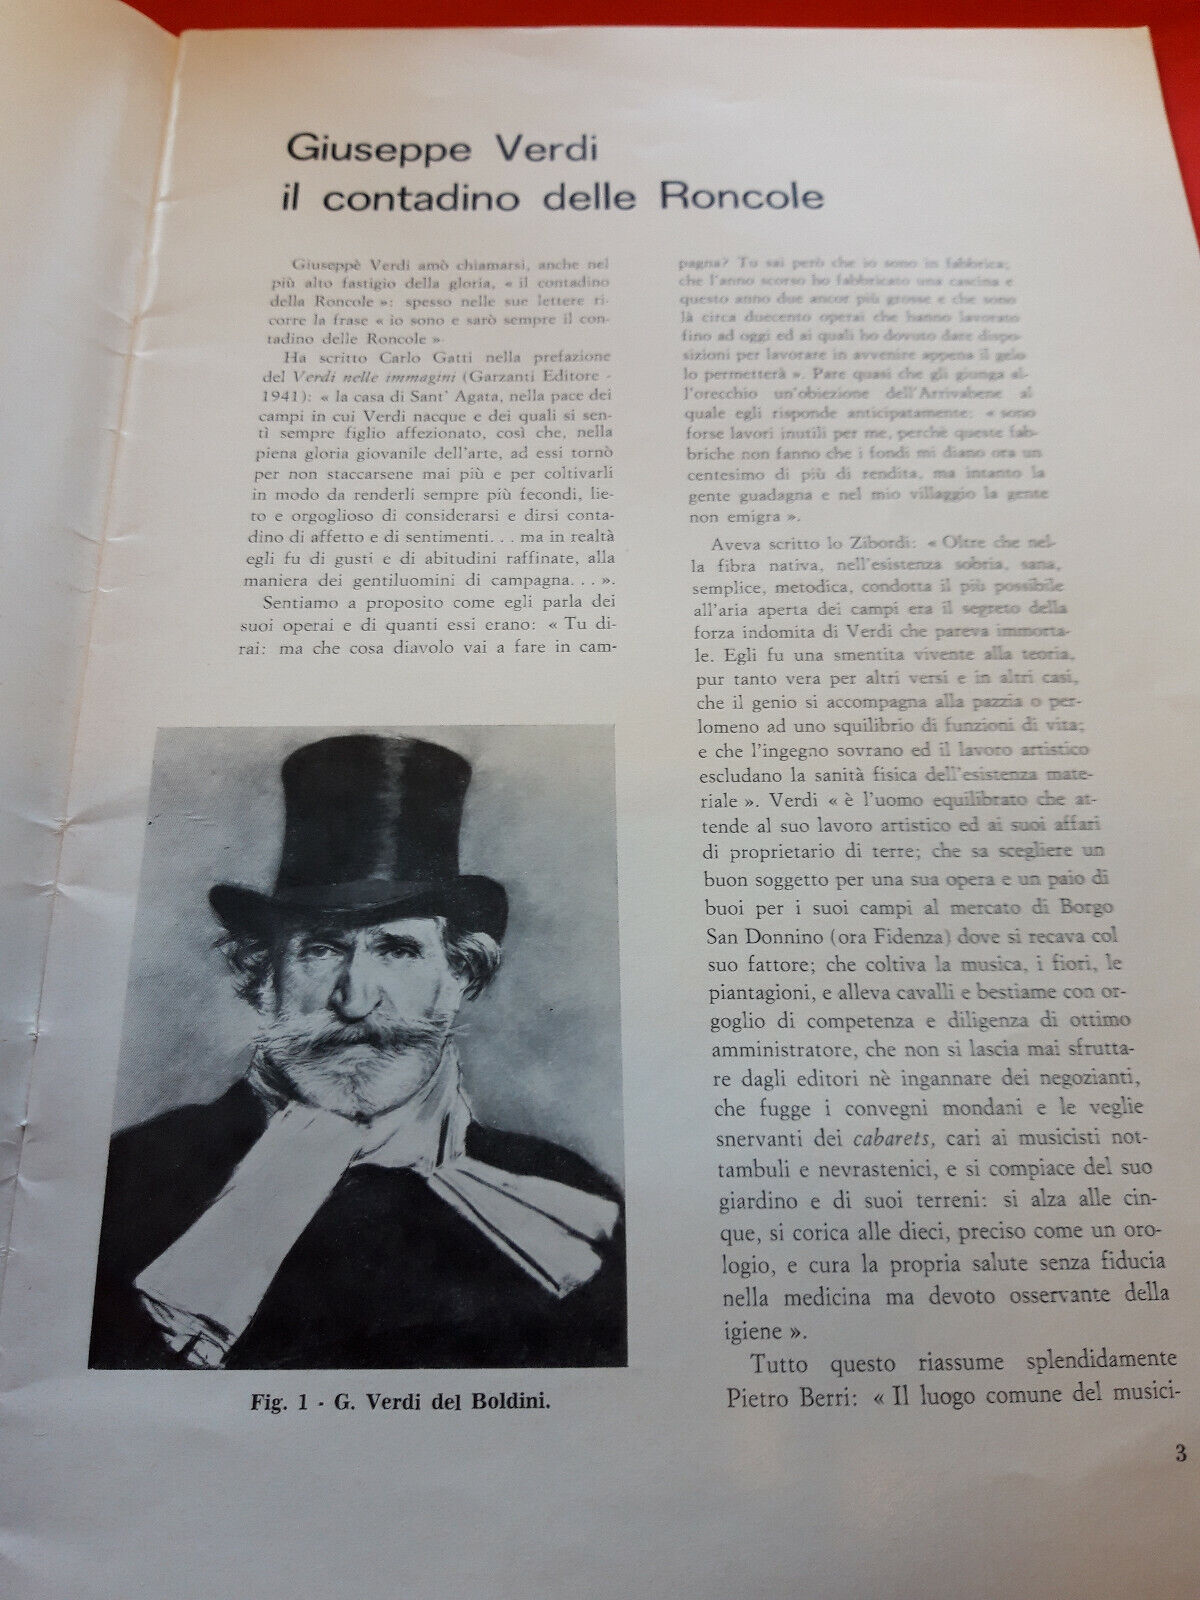 Giuseppe Verdi
il contadino delle Roncole
Giuseppè Verdi amò chiamarsi, anche nel
più alto fastigio della gloria, « il contadino
della Roncole »: spesso nelle sue lettere ri-
corre la frase « io sono e sarò sempre il con-
tadino delle Roncole »
Ha scritto Carlo Gatti nella prefazione
del Verdi nelle immagini (Garzanti Editore -
1941): « la casa di Sant' Agata, nella pace dei
campi in cui Verdi nacque e dei quali si sen-
tì sempre figlio affezionato, così che, nella
piena gloria giovanile dell'arte, ad essi tornò
per non staccarsene mai più e per coltivarli
in modo da renderli sempre più fecondi, lie-
to e orgoglioso di considerarsi e dirsi conta-
dino di affetto e di sentimenti. . . ma in realtà
egli fu di gusti e di abitudini raffinate, alla
maniera dei gentiluomini di campagna. . . ».
Sentiamo a proposito come egli parla dei
suoi operai e di quanti essi erano: « Tu di-
rai: ma che cosa diavolo vai a fare in cam-
pagna? Tu sai però che io sono in fabbrica;
che l'anno scorso ho fabbricato una cascina e
questo anno due ancor più grosse e che sono
là circa duecento operai che hanno lavorato
fino ad oggi ed ai quali ho dovuto dare dispo-
sizioni per lavorare in avvenire appena il gelo
lo permetterà ». Pare quasi che gli giunga al-
l'orecchio un'obiezione dell'Arrivabene al
quale egli risponde anticipatamente: « sono
forse lavori inutili per me, perchè queste fab-
briche non fanno che i fondi mi diano ora un
centesimo di più di rendita, ma intanto la
gente guadagna e nel mio villaggio la gente
non emigra ».
Aveva scritto lo Zibordi: « Oltre che nel-
la fibra nativa, nell'esistenza sobria, sana,
semplice, metodica, condotta il più possibile
all'aria aperta dei campi era il segreto della
forza indomita di Verdi che pareva immorta-
le. Egli fu una smentita vivente alla teoria,
pur tanto vera per altri versi e in altri casi,
che il genio si accompagna alla pazzia o per-
lomeno ad uno squilibrio di funzioni di vita;
e che l'ingegno sovrano ed il lavoro artistico
escludano la sanità fisica dell'esistenza mate-
riale ». Verdi « è l'uomo equilibrato che at-
tende al suo lavoro artistico ed ai suoi affari
di proprietario di terre; che sa scegliere un
buon soggetto per una sua opera e un paio di
buoi per i suoi campi al mercato di Borgo
San Donnino (ora Fidenza) dove si recava col
suo fattore; che coltiva la musica, i fiori, le
piantagioni, e alleva cavalli e bestiame con or-
goglio di competenza e diligenza di ottimo
amministratore, che non si lascia mai sfrutta-
re dagli editori nè ingannare dei negozianti,
che fugge i convegni mondani e le veglie
snervanti dei cabarets, cari ai musicisti not-
tambuli e nevrastenici, e si compiace del suo
giardino e di suoi terreni: si alza alle cin-
que, si corica alle dieci, preciso come un oro-
logio, e cura la propria salute senza fiducia
nella medicina ma devoto osservante della
igiene ».
Tutto questo riassume splendidamente
Pietro Berri: « Il luogo comune del musici-
Fig. 1 - G. Verdi del Boldini.
3